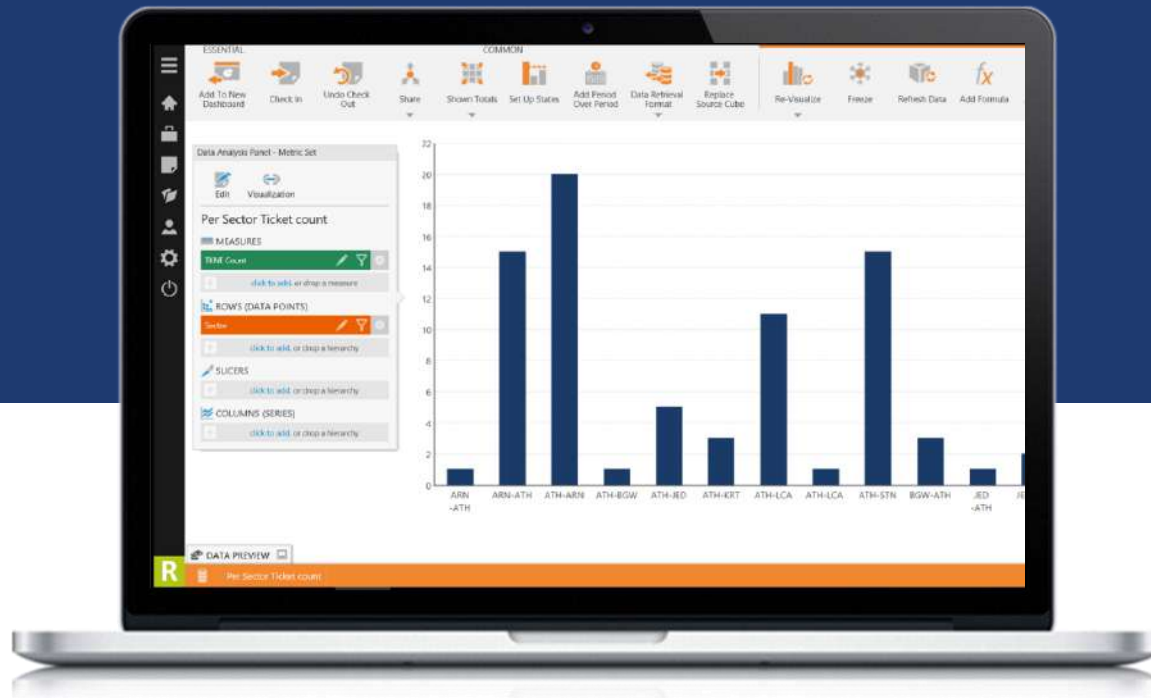 ESSENTIAL
COMMON
Add To New
Dashboard
Check In
Undo Check
Out
Share
Shown Totals
Set Up States
Add Period
Over Period
Data Retrieval
Format
Replace
Source Cube
Re-Visualize
Freeze
Refresh Data
Add Formula
Data Analysis Panel - Metric Set
Edit
Visualization
Per Sector Ticket count
MEASURES
TKNE Count
click to add, or drop a measure
ROWS (DATA POINTS)
Sector
click to add, or drop a hierarchy
SLICERS
click to add, or drop a hierarchy
COLUMNS (SERIES)
click to add, or drop a hierarchy
22
20
18
16
14
12
10
8
6
4
2
0
ARN
-ATH
ARN-ATH
ATH-ARN
ATH-BGW
ATH-JED
ATH-KRT
ATH-LCA
ATH-LCA
ATH-STN
BGW-ATH
JED
-ATH
DATA PREVIEW
R
Per Sector Ticket count